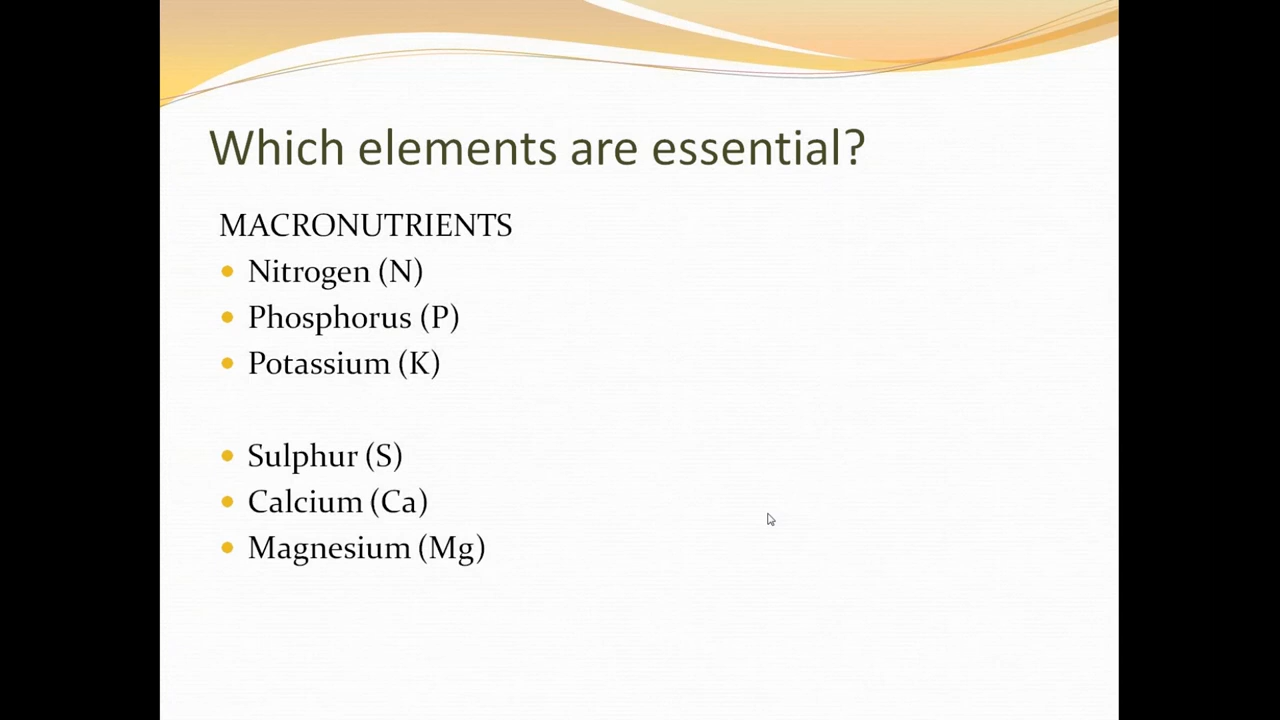 Which elements are essential?
MACRONUTRIENTS
Nitrogen (N)
Phosphorus (P)
Potassium (K)
Sulphur (S)
Calcium (Ca)
Magnesium (Mg)